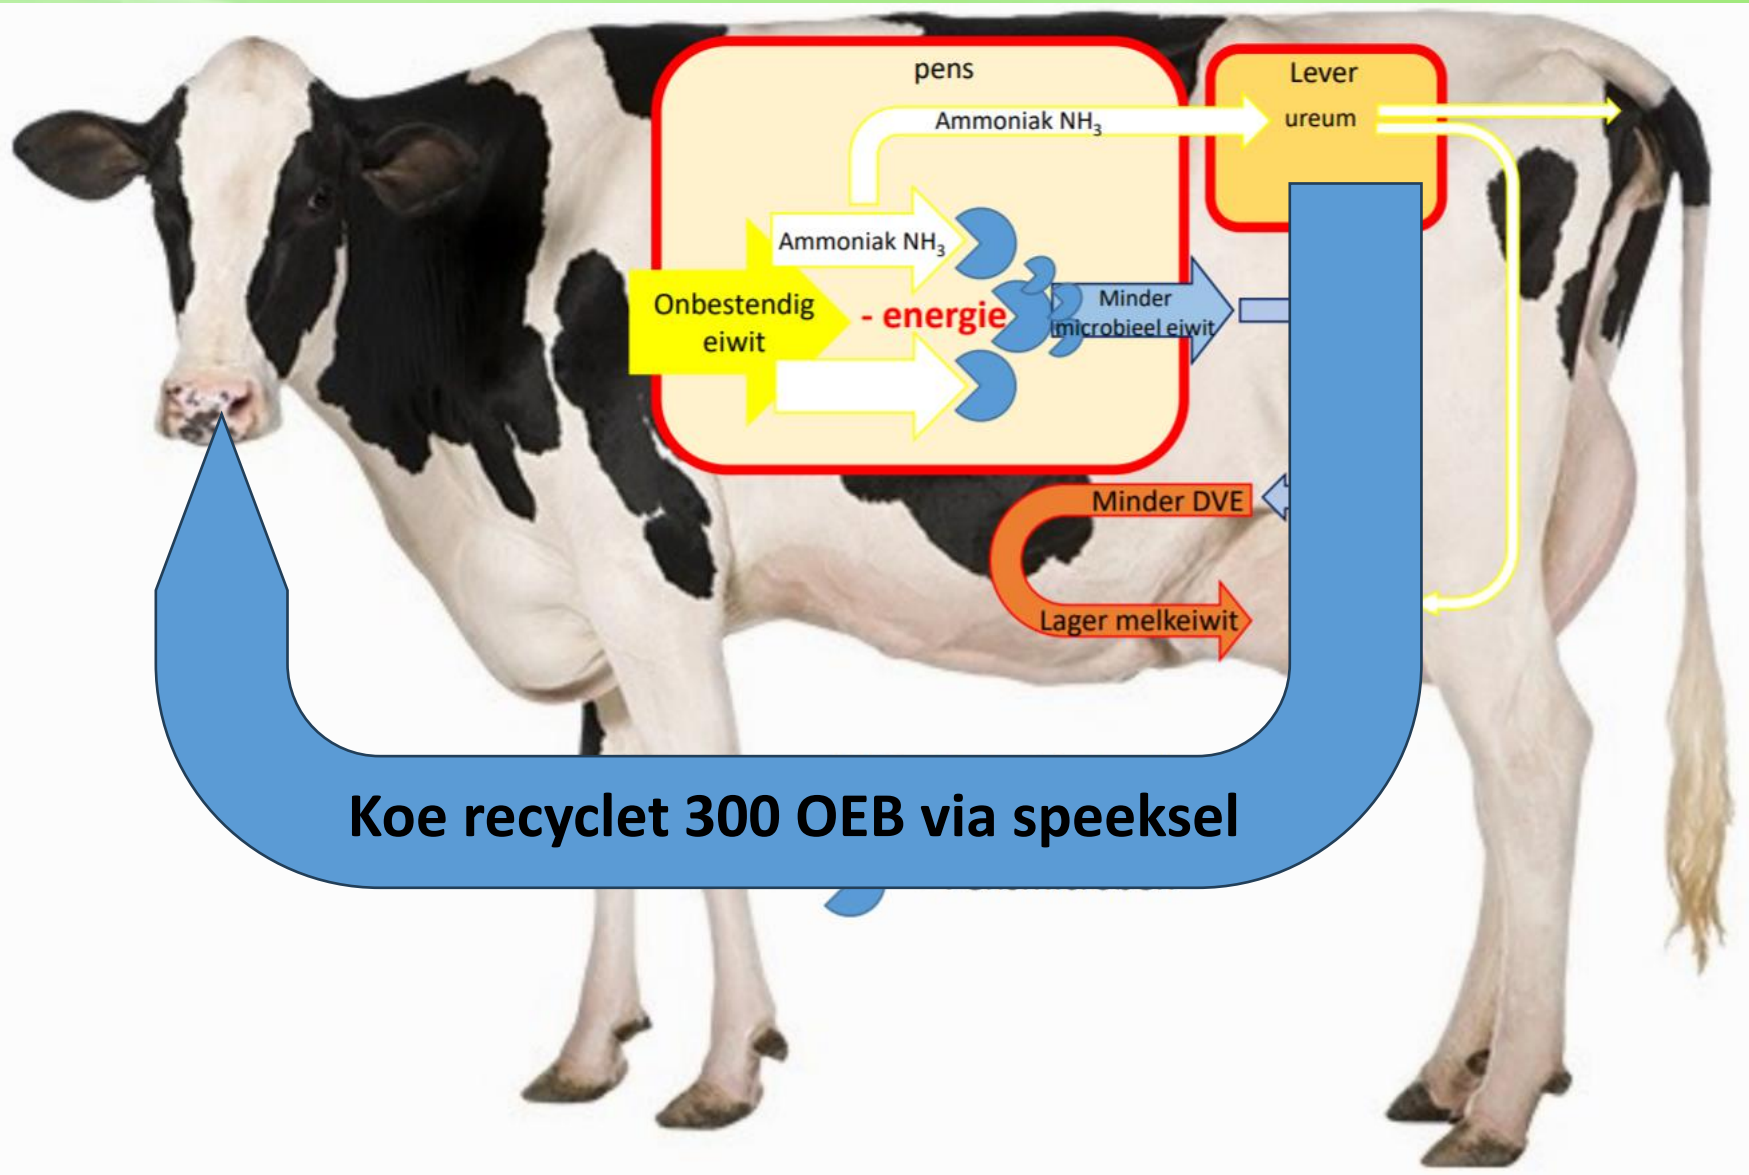 pens
Lever
Ammoniak NH₃
ureum
Ammoniak NH₃
Onbestendig
eiwit
- energie
Minder
microbieel eiwit
Minder DVE
Lager melkeiwit
Koe recyclet 300 OEB via speeksel